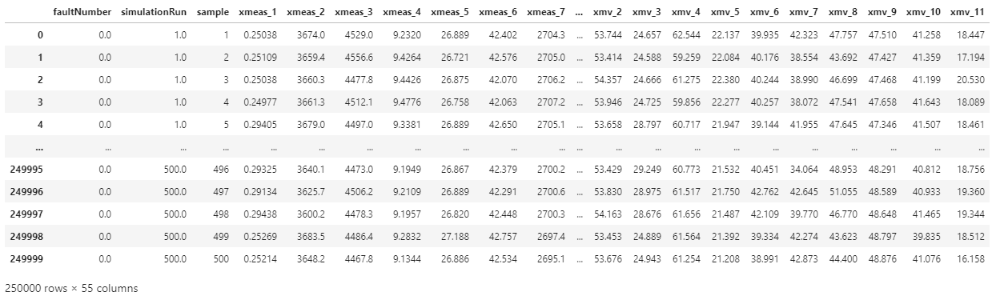 faultNumber simulationRun sample xmeas_1 xmeas_2 xmeas_3 xmeas_4 xmeas_5 xmeas_6 xmeas_7 ... xmv_2 xmv_3 xmv_4 xmv_5 xmv_6 xmv_7 xmv_8 xmv_9 xmv_10 xmv_11
0 0.0 1.0 1 0.25038 3674.0 4529.0 9.2320 26.889 42.402 2704.3 ... 53.744 24.657 62.544 22.137 39.935 42.323 47.757 47.510 41.258 18.447
1 0.0 1.0 2 0.25109 3659.4 4556.6 9.4264 26.721 42.576 2705.0 ... 53.414 24.588 59.259 22.084 40.176 38.554 43.692 47.427 41.359 17.194
2 0.0 1.0 3 0.25038 3660.3 4477.8 9.4426 26.875 42.070 2706.2 ... 54.357 24.666 61.275 22.380 40.244 38.990 46.699 47.468 41.199 20.530
3 0.0 1.0 4 0.24977 3661.3 4512.1 9.4776 26.758 42.063 2707.2 ... 53.946 24.725 59.856 22.277 40.257 38.072 47.541 47.658 41.643 18.089
4 0.0 1.0 5 0.29405 3679.0 4497.0 9.3381 26.889 42.650 2705.1 ... 53.658 28.797 60.717 21.947 39.144 41.955 47.645 47.346 41.507 18.461
... ... ... ... ... ... ... ... ... ... ... ... ... ... ... ... ... ... ... ... ... ...
249995 0.0 500.0 496 0.29325 3640.1 4473.0 9.1949 26.867 42.379 2700.2 ... 53.429 29.249 60.773 21.532 40.451 34.064 48.953 48.291 40.812 18.756
249996 0.0 500.0 497 0.29134 3625.7 4506.2 9.2109 26.889 42.291 2700.6 ... 53.830 28.975 61.517 21.750 42.762 42.645 51.055 48.589 40.933 19.360
249997 0.0 500.0 498 0.29438 3600.2 4478.3 9.1957 26.820 42.448 2700.3 ... 54.163 28.676 61.656 21.487 42.109 39.770 46.770 48.648 41.465 19.344
249998 0.0 500.0 499 0.25269 3683.5 4486.4 9.2832 27.188 42.757 2697.4 ... 53.453 24.889 61.564 21.392 39.334 42.274 43.623 48.797 39.835 18.512
249999 0.0 500.0 500 0.25214 3648.2 4467.8 9.1344 26.886 42.534 2695.1 ... 53.676 24.943 61.254 21.208 38.991 42.873 44.400 48.876 41.076 16.158
250000 rows × 55 columns